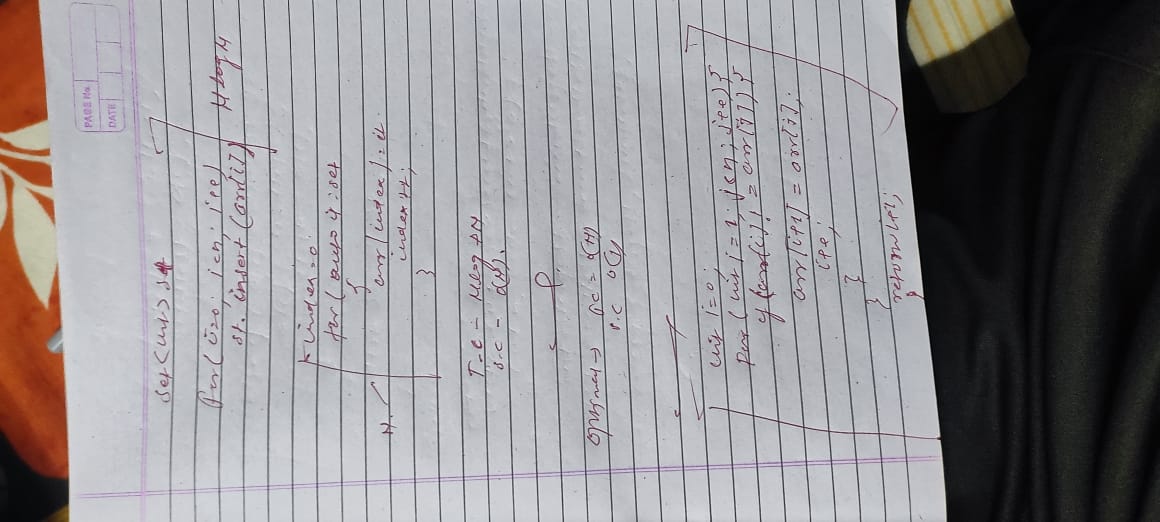 PAGE No.
DATE
set<int> st
for(i=0; i<n; i++)
st. insert (arr[i])
N log N
index=0
for (auto it : set
{
arr[index] = it
index++;
}
N.
T.C - Nlog +N
S.C - O(N).
optimal → T.C = O(N)
S.C O(1)
int i=0;
for (int j=1; j<n; j++){
if (arr[i] != arr[j]) {
arr[i+1] = arr[j];
i++;
}
}
return i+1;